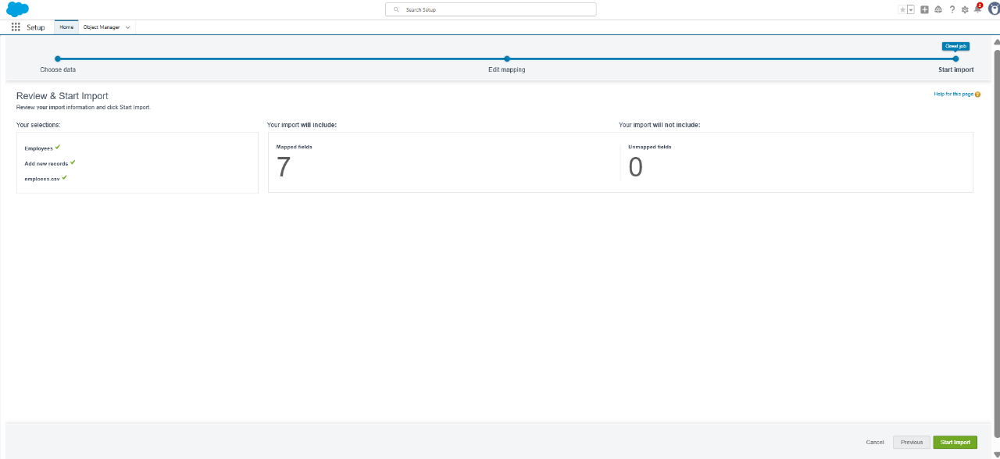 Search Setup
2
Setup
Home
Object Manager
Great job
Choose data
Edit mapping
Start import
Review & Start Import
Help for this page ?
Review your import information and click Start Import.
Your selections:
Your import will include:
Your import will not include:
Employees
Mapped fields
Unmapped fields
Add new records
7
0
emploees.csv
Cancel
Previous
Start Import